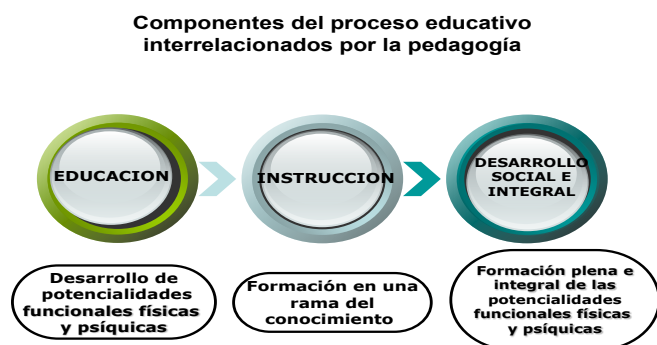 Componentes del proceso educativo
interrelacionados por la pedagogía
EDUCACION
INSTRUCCION
DESARROLLO
SOCIAL E
INTEGRAL
Desarrollo de
potencialidades
funcionales físicas
y psíquicas
Formación en una
rama del
conocimiento
Formación plena e
integral de las
potencialidades
funcionales físicas
y psíquicas